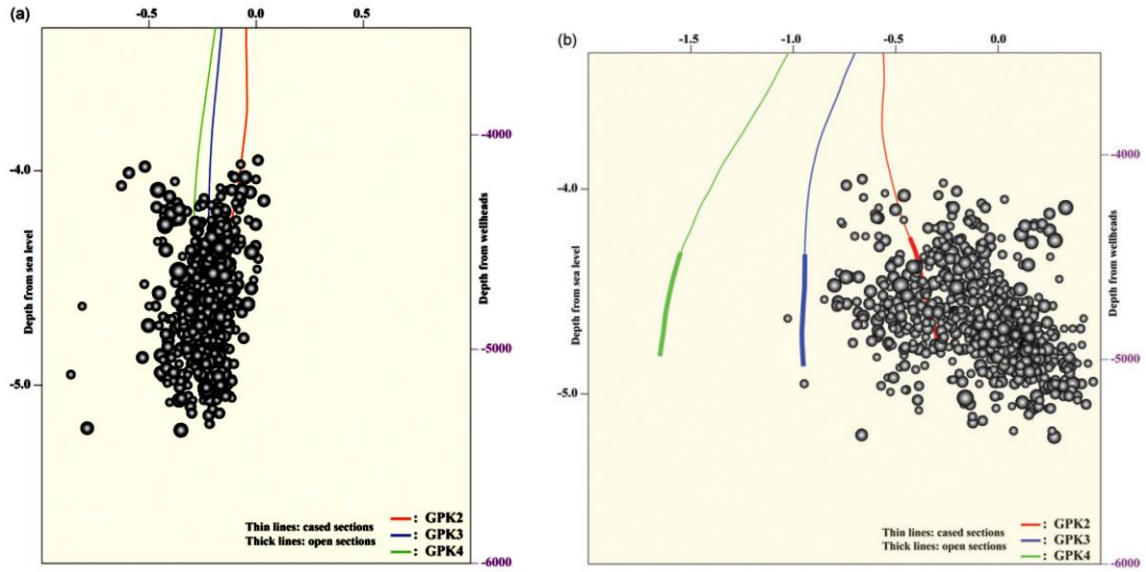 (a)
-0.5 0.0 0.5
Depth from sea level
-4.0
-5.0
-4000
-5000
-6000
Depth from wellheads
Thin lines: cased sections
Thick lines: open sections
: GPK2
: GPK3
: GPK4
(b)
-1.5 -1.0 -0.5 0.0
Depth from sea level
-4.0
-5.0
-4000
-5000
-6000
Depth from wellheads
Thin lines: cased sections
Thick lines: open sections
: GPK2
: GPK3
: GPK4